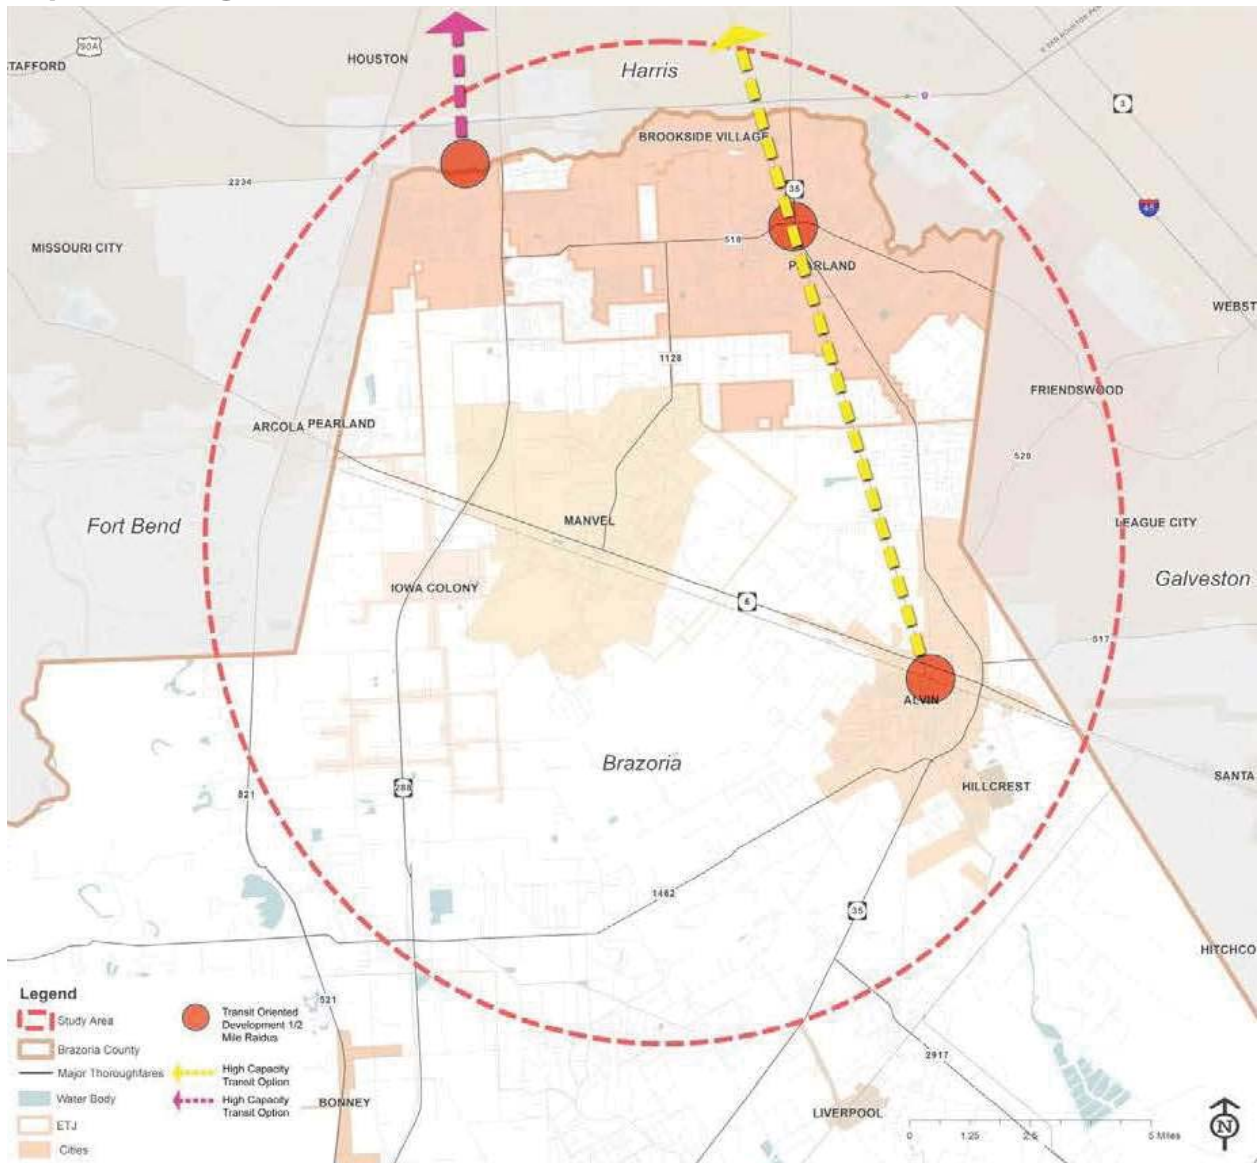 90A
STAFFORD
HOUSTON
Harris
3
BROOKSIDE VILLAGE
2234
35
45
MISSOURI CITY
518
PEARLAND
WEBST
1128
FRIENDSWOOD
ARCOLA
PEARLAND
528
Fort Bend
MANVEL
LEAGUE CITY
IOWA COLONY
6
Galveston
517
ALVIN
Brazoria
SANTA
288
521
HILLCREST
1462
35
HITCHCO
521
2917
BONNEY
LIVERPOOL
Legend
Study Area
Brazoria County
Major Thoroughfares
Water Body
ETJ
Cities
Transit Oriented
Development 1/2
Mile Raidus
High Capacity
Transit Option
High Capacity
Transit Option
0 1.25 2.5 5 Miles
N